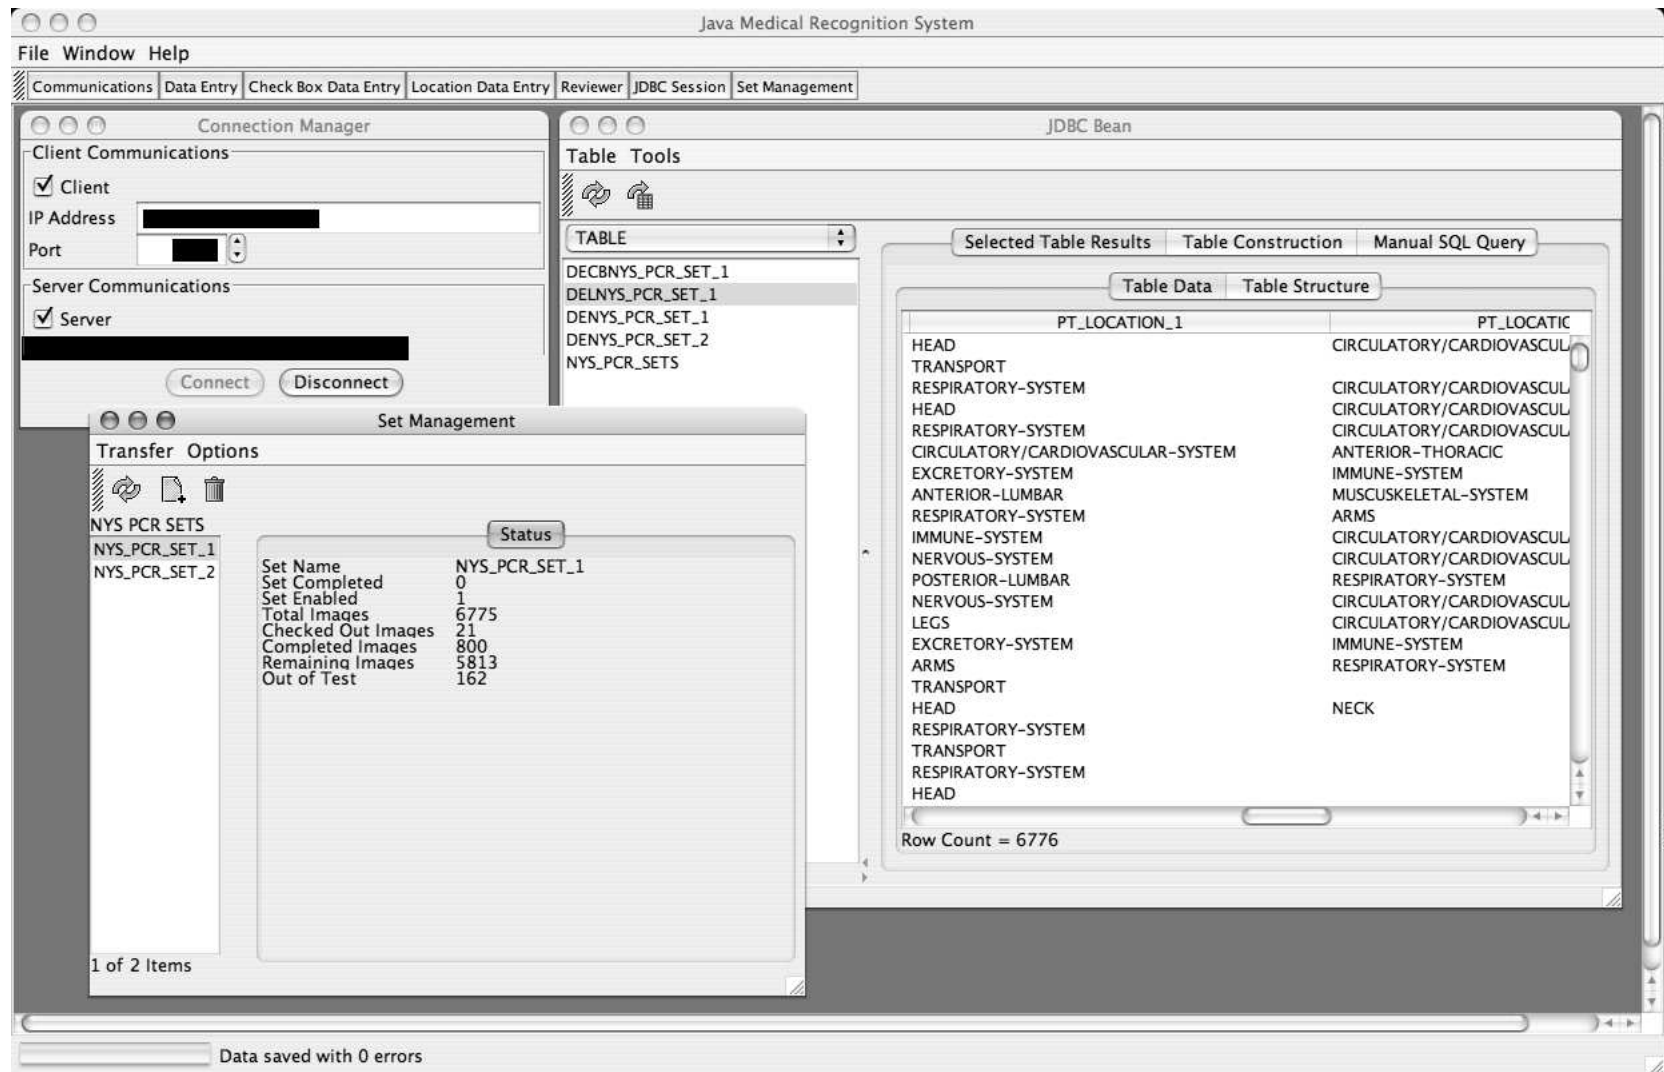 Java Medical Recognition System
File Window Help
Communications Data Entry Check Box Data Entry Location Data Entry Reviewer JDBC Session Set Management
Connection Manager
Client Communications
Client
IP Address
Port
Server Communications
Server
Connect Disconnect
JDBC Bean
Table Tools
TABLE
DECBNYS_PCR_SET_1
DELNYS_PCR_SET_1
DENYS_PCR_SET_1
DENYS_PCR_SET_2
NYS_PCR_SETS
Selected Table Results Table Construction Manual SQL Query
Table Data Table Structure
PT_LOCATION_1 PT_LOCATIC
HEAD CIRCULATORY/CARDIOVASCUL
TRANSPORT
RESPIRATORY-SYSTEM CIRCULATORY/CARDIOVASCUL
HEAD CIRCULATORY/CARDIOVASCUL
RESPIRATORY-SYSTEM CIRCULATORY/CARDIOVASCUL
CIRCULATORY/CARDIOVASCULAR-SYSTEM ANTERIOR-THORACIC
EXCRETORY-SYSTEM IMMUNE-SYSTEM
ANTERIOR-LUMBAR MUSCUSKELETAL-SYSTEM
RESPIRATORY-SYSTEM ARMS
IMMUNE-SYSTEM CIRCULATORY/CARDIOVASCUL
NERVOUS-SYSTEM CIRCULATORY/CARDIOVASCUL
POSTERIOR-LUMBAR RESPIRATORY-SYSTEM
NERVOUS-SYSTEM CIRCULATORY/CARDIOVASCUL
LEGS CIRCULATORY/CARDIOVASCUL
EXCRETORY-SYSTEM IMMUNE-SYSTEM
ARMS RESPIRATORY-SYSTEM
TRANSPORT
HEAD NECK
RESPIRATORY-SYSTEM
TRANSPORT
RESPIRATORY-SYSTEM
HEAD
Row Count = 6776
Set Management
Transfer Options
NYS PCR SETS
NYS_PCR_SET_1
NYS_PCR_SET_2
Status
Set Name NYS_PCR_SET_1
Set Completed 0
Set Enabled 1
Total Images 6775
Checked Out Images 21
Completed Images 800
Remaining Images 5813
Out of Test 162
1 of 2 Items
Data saved with 0 errors